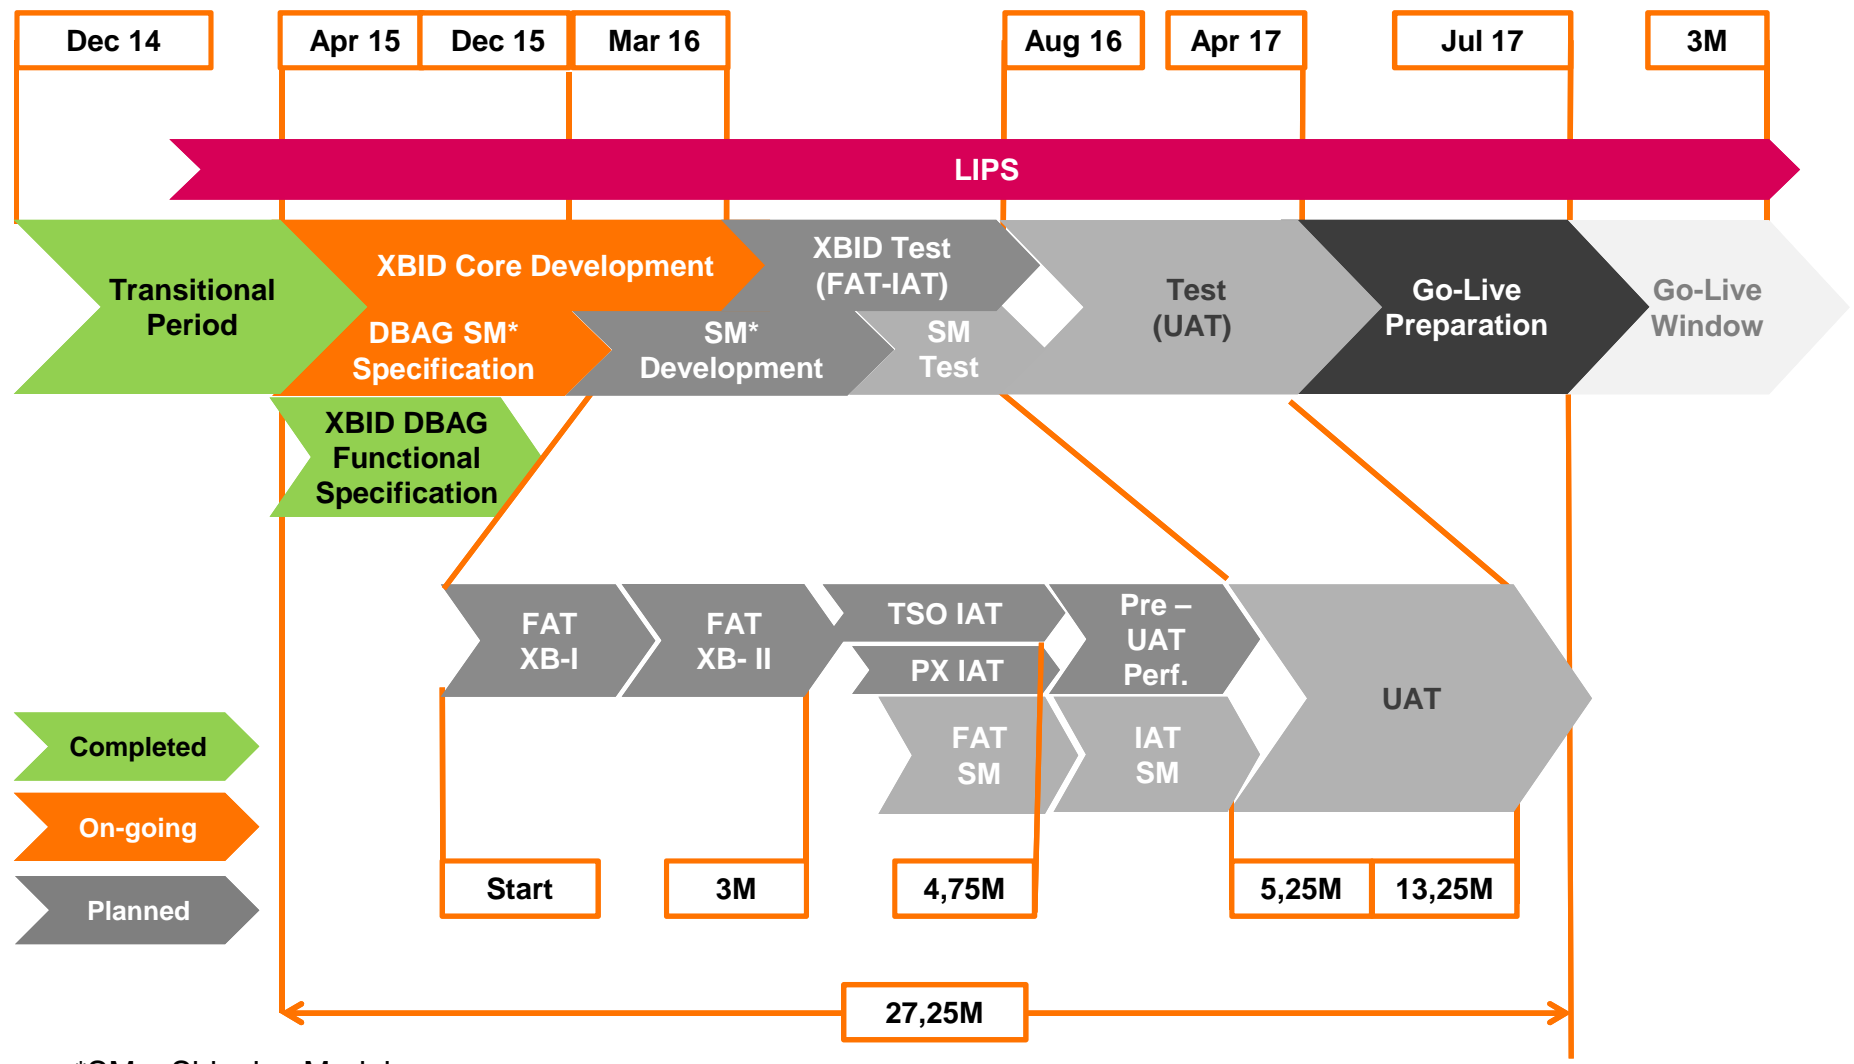 Dec 14
Apr 15
Dec 15
Mar 16
Aug 16
Apr 17
Jul 17
3M
LIPS
Transitional
Period
XBID Core Development
DBAG SM*
Specification
XBID Test
(FAT-IAT)
SM*
Development
SM
Test
Test
(UAT)
Go-Live
Preparation
Go-Live
Window
XBID DBAG
Functional
Specification
FAT
XB-I
FAT
XB- II
TSO IAT
PX IAT
Pre –
UAT
Perf.
FAT
SM
IAT
SM
UAT
Completed
On-going
Planned
Start
3M
4,75M
5,25M
13,25M
27,25M